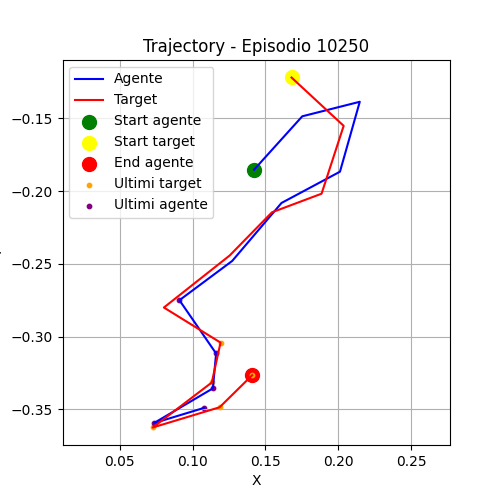 Trajectory - Episodio 10250
Agente
Target
Start agente
Start target
End agente
Ultimi target
Ultimi agente
−0.15
−0.20
−0.25
−0.30
−0.35
0.05 0.10 0.15 0.20 0.25
X